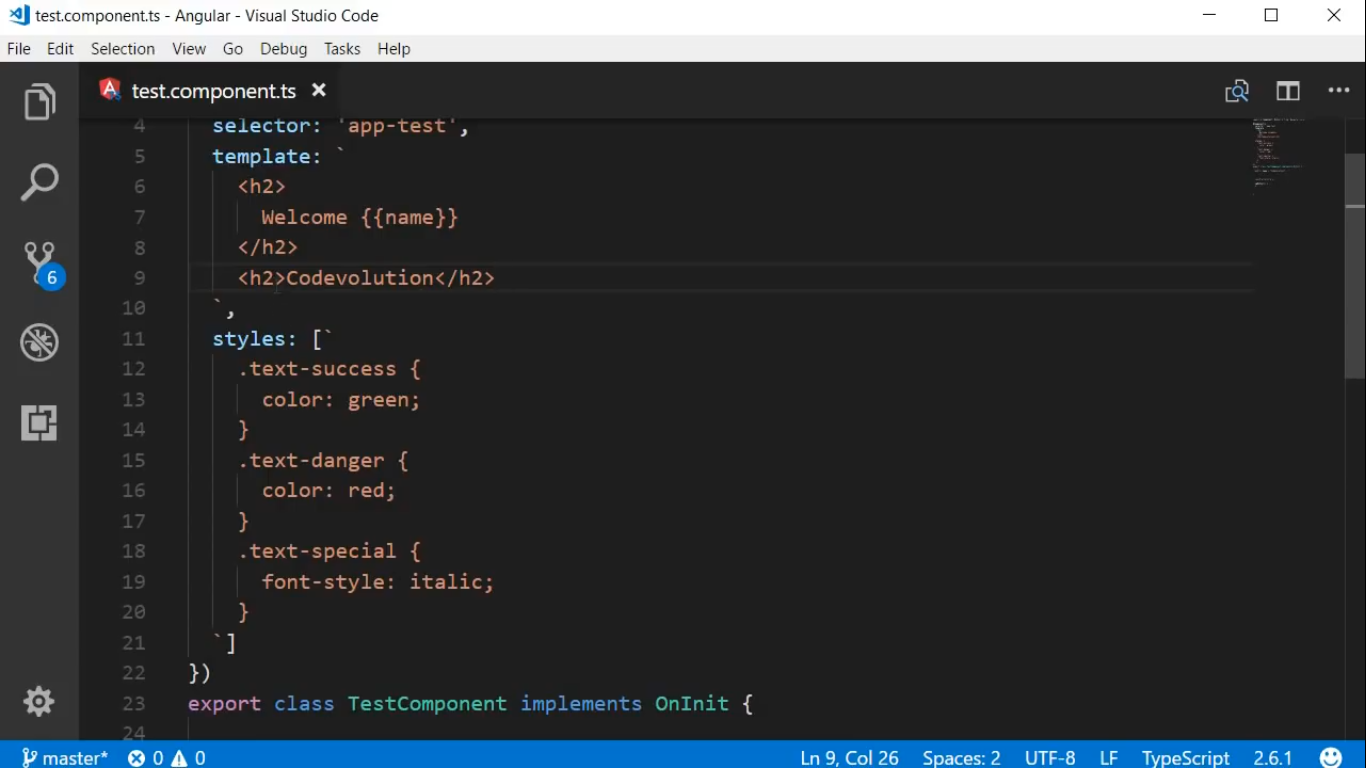 test.component.ts - Angular - Visual Studio Code
File Edit Selection View Go Debug Tasks Help
test.component.ts
4 selector: 'app-test',
5 template: `
6 <h2>
7 Welcome {{name}}
8 </h2>
9 <h2>Codevolution</h2>
10 `,
11 styles: [`
12 .text-success {
13 color: green;
14 }
15 .text-danger {
16 color: red;
17 }
18 .text-special {
19 font-style: italic;
20 }
21 `]
22 })
23 export class TestComponent implements OnInit {
24
6
master* 0 0 Ln 9, Col 26 Spaces: 2 UTF-8 LF TypeScript 2.6.1